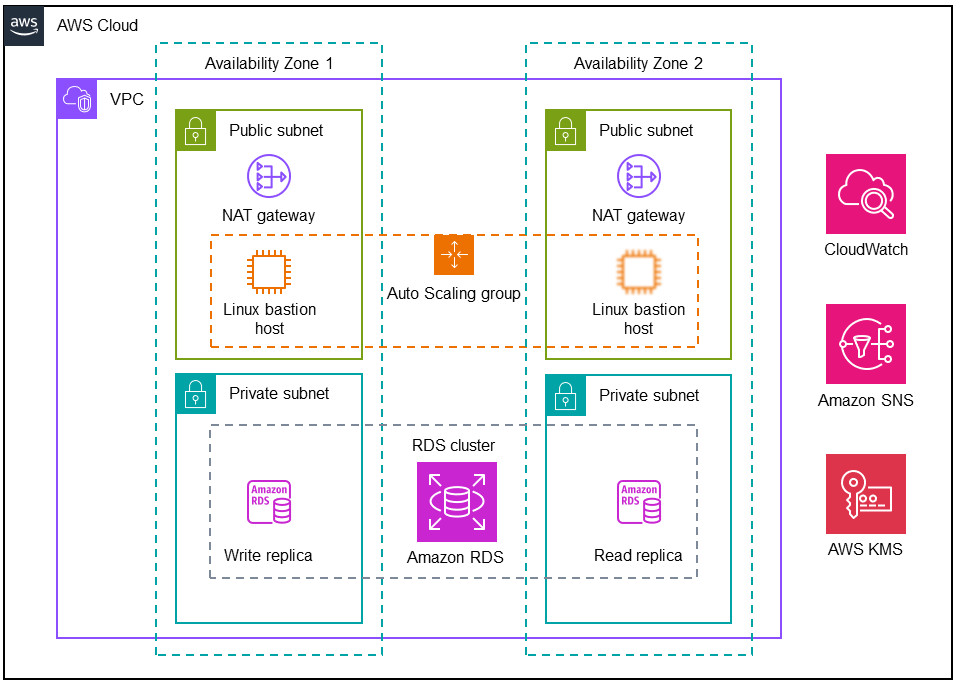 aws
AWS Cloud
Availability Zone 1
Availability Zone 2
VPC
Public subnet
Public subnet
NAT gateway
NAT gateway
Auto Scaling group
Linux bastion
host
Linux bastion
host
Private subnet
Private subnet
RDS cluster
Amazon
RDS
Amazon
RDS
Write replica
Amazon RDS
Read replica
CloudWatch
Amazon SNS
AWS KMS